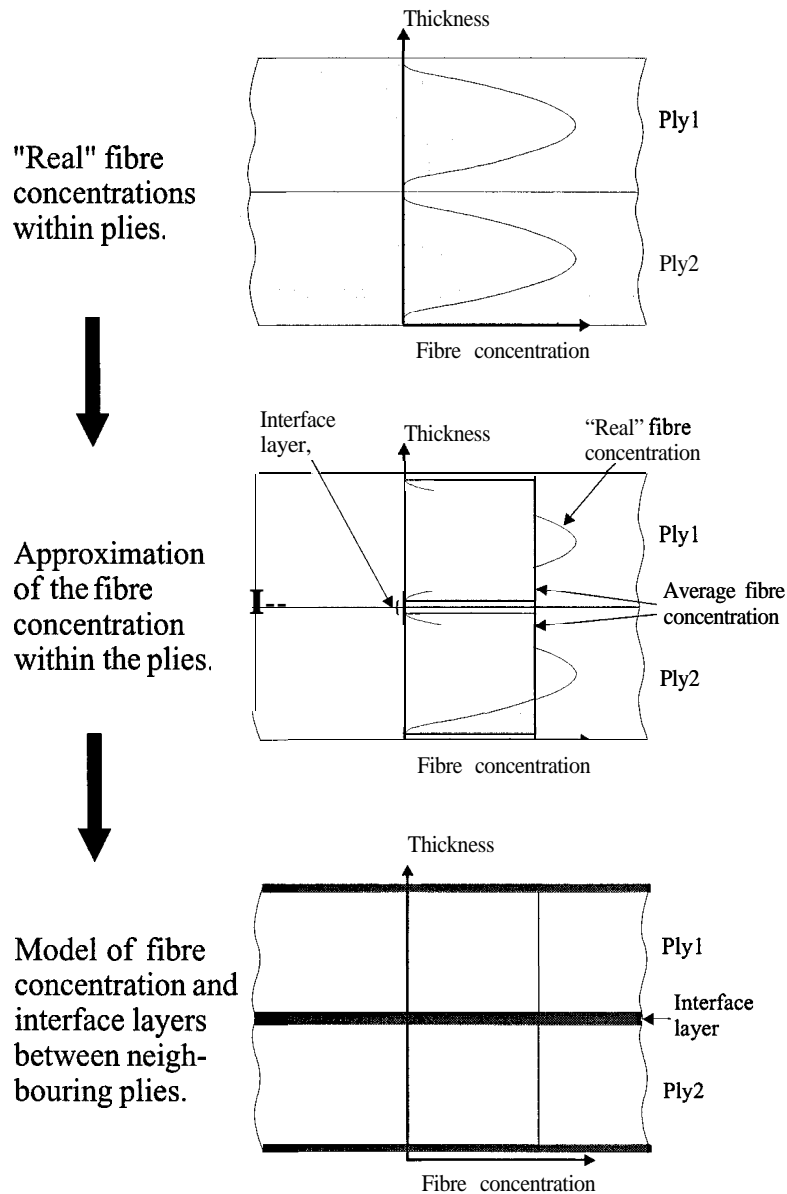 Thickness
"Real" fibre
concentrations
within plies.
Ply1
Ply2
Fibre concentration
Interface
layer,
Thickness
“Real” fibre
concentration
Approximation
of the fibre
concentration
within the plies.
Ply1
Average fibre
concentration
Ply2
Fibre concentration
Thickness
Model of fibre
concentration and
interface layers
between neigh-
bouring plies.
Ply1
Interface
layer
Ply2
Fibre concentration